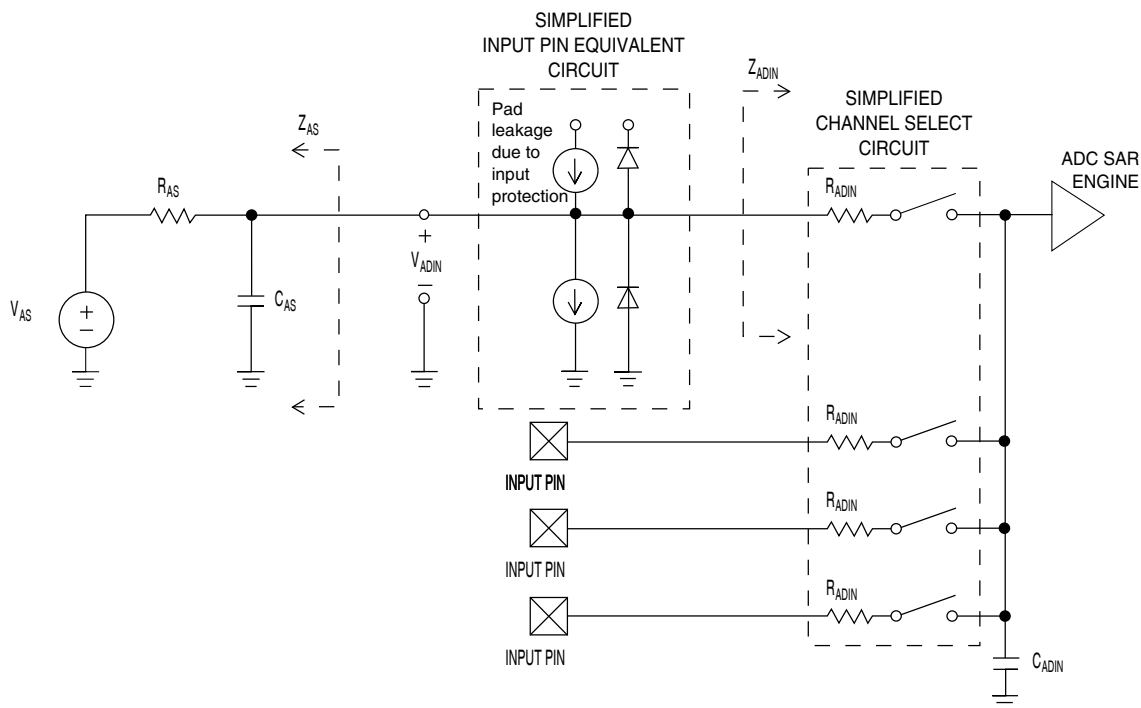 SIMPLIFIED
INPUT PIN EQUIVALENT
CIRCUIT
Z_ADIN
SIMPLIFIED
CHANNEL SELECT
CIRCUIT
Z_AS
Pad
leakage
due to
input
protection
ADC SAR
ENGINE
R_AS
R_ADIN
+
V_ADIN
−
C_AS
V_AS
+
−
R_ADIN
INPUT PIN
R_ADIN
INPUT PIN
R_ADIN
INPUT PIN
C_ADIN